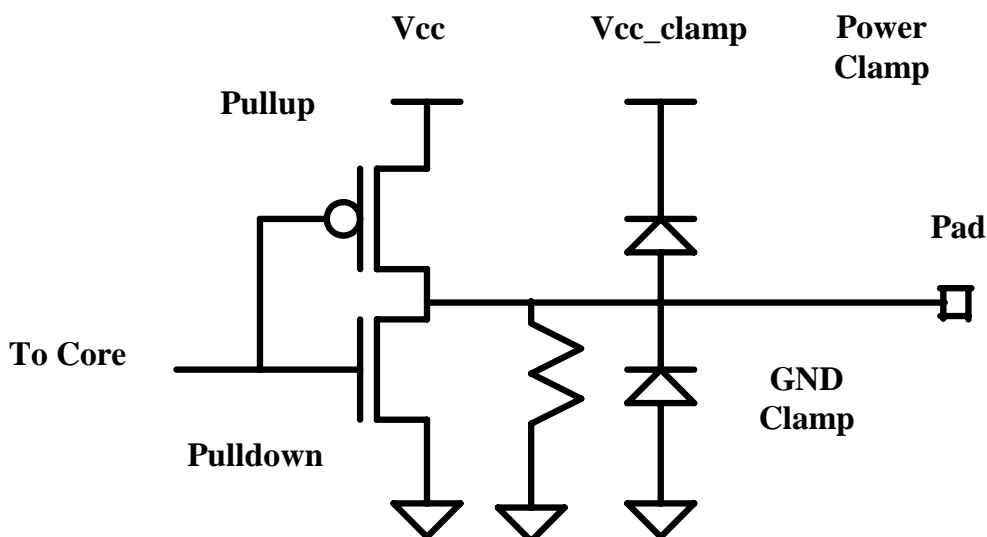 Vcc
Vcc_clamp
Power
Clamp
Pullup
Pad
To Core
GND
Clamp
Pulldown